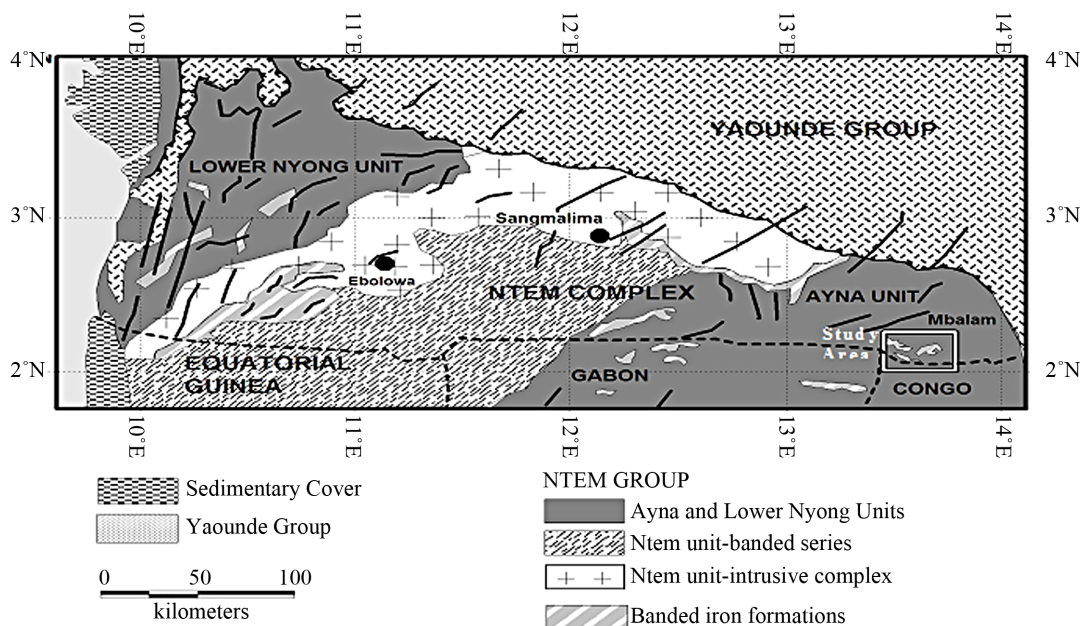 10°E 11°E 12°E 13°E 14°E
4°N 4°N
YAOUNDE GROUP
LOWER NYONG UNIT
3°N Sangmalima 3°N
Ebolowa
NTEM COMPLEX AYNA UNIT
Mbalam
Study
Area
EQUATORIAL
GUINEA
2°N GABON 2°N
CONGO
10°E 11°E 12°E 13°E 14°E
Sedimentary Cover
Yaounde Group
0 50 100
kilometers
NTEM GROUP
Ayna and Lower Nyong Units
Ntem unit-banded series
Ntem unit-intrusive complex
Banded iron formations